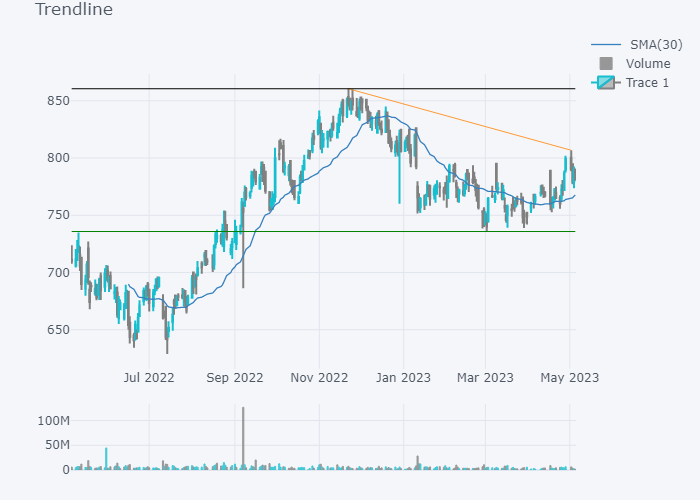 Trendline
SMA(30)
Volume
Trace 1
850
800
750
700
650
Jul 2022 Sep 2022 Nov 2022 Jan 2023 Mar 2023 May 2023
100M
50M
0